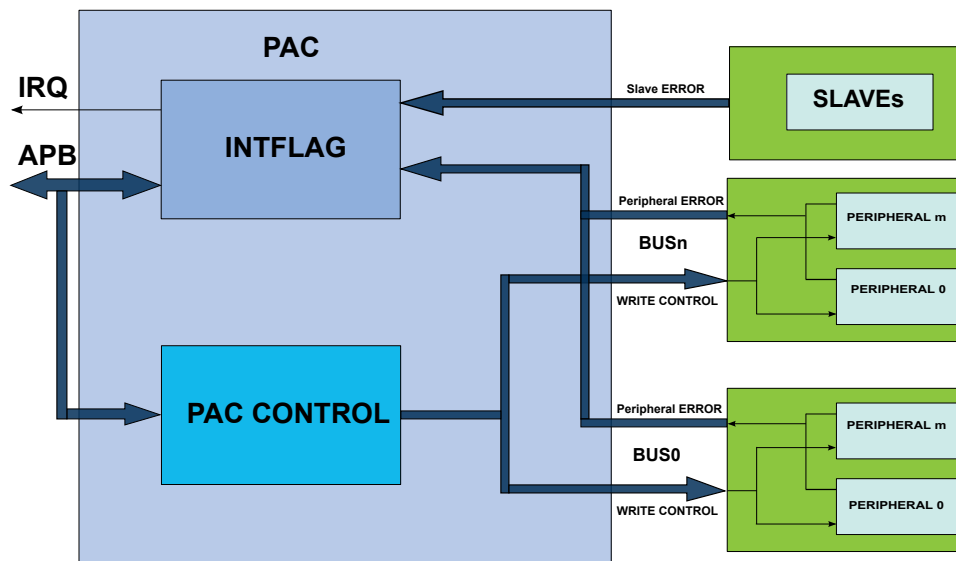 PAC
IRQ
APB
INTFLAG
PAC CONTROL
Slave ERROR
SLAVEs
Peripheral ERROR
BUSn
WRITE CONTROL
PERIPHERAL m
PERIPHERAL 0
Peripheral ERROR
BUS0
WRITE CONTROL
PERIPHERAL m
PERIPHERAL 0